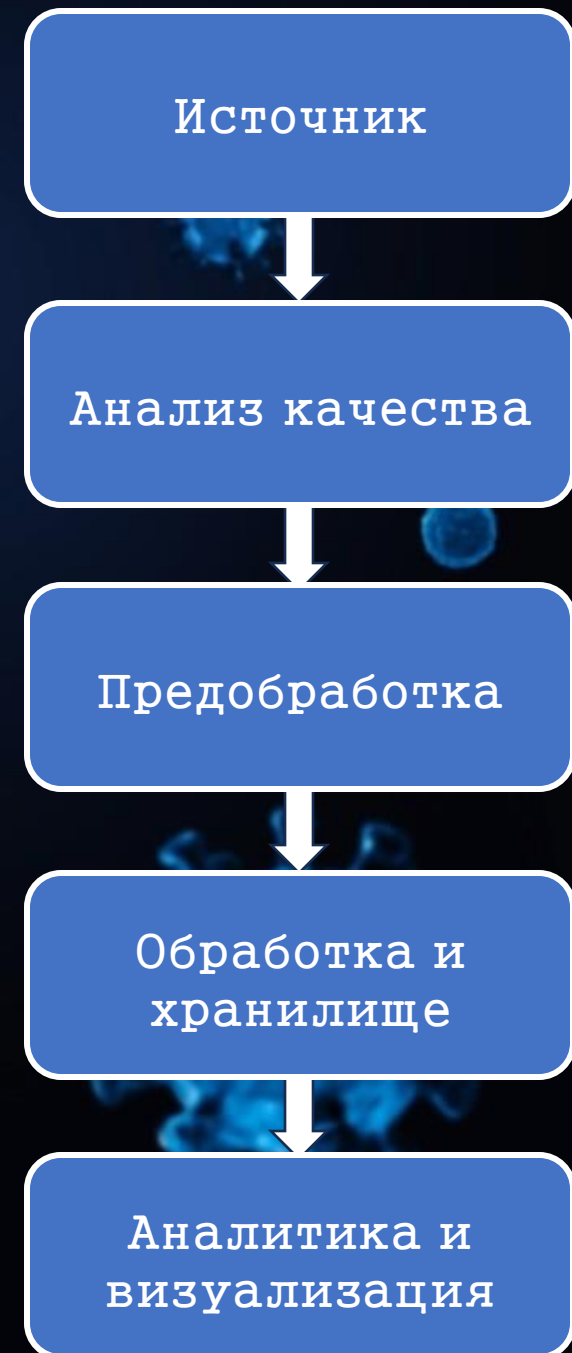 Источник
Анализ качества
Предобработка
Обработка и
хранилище
Аналитика и
визуализация